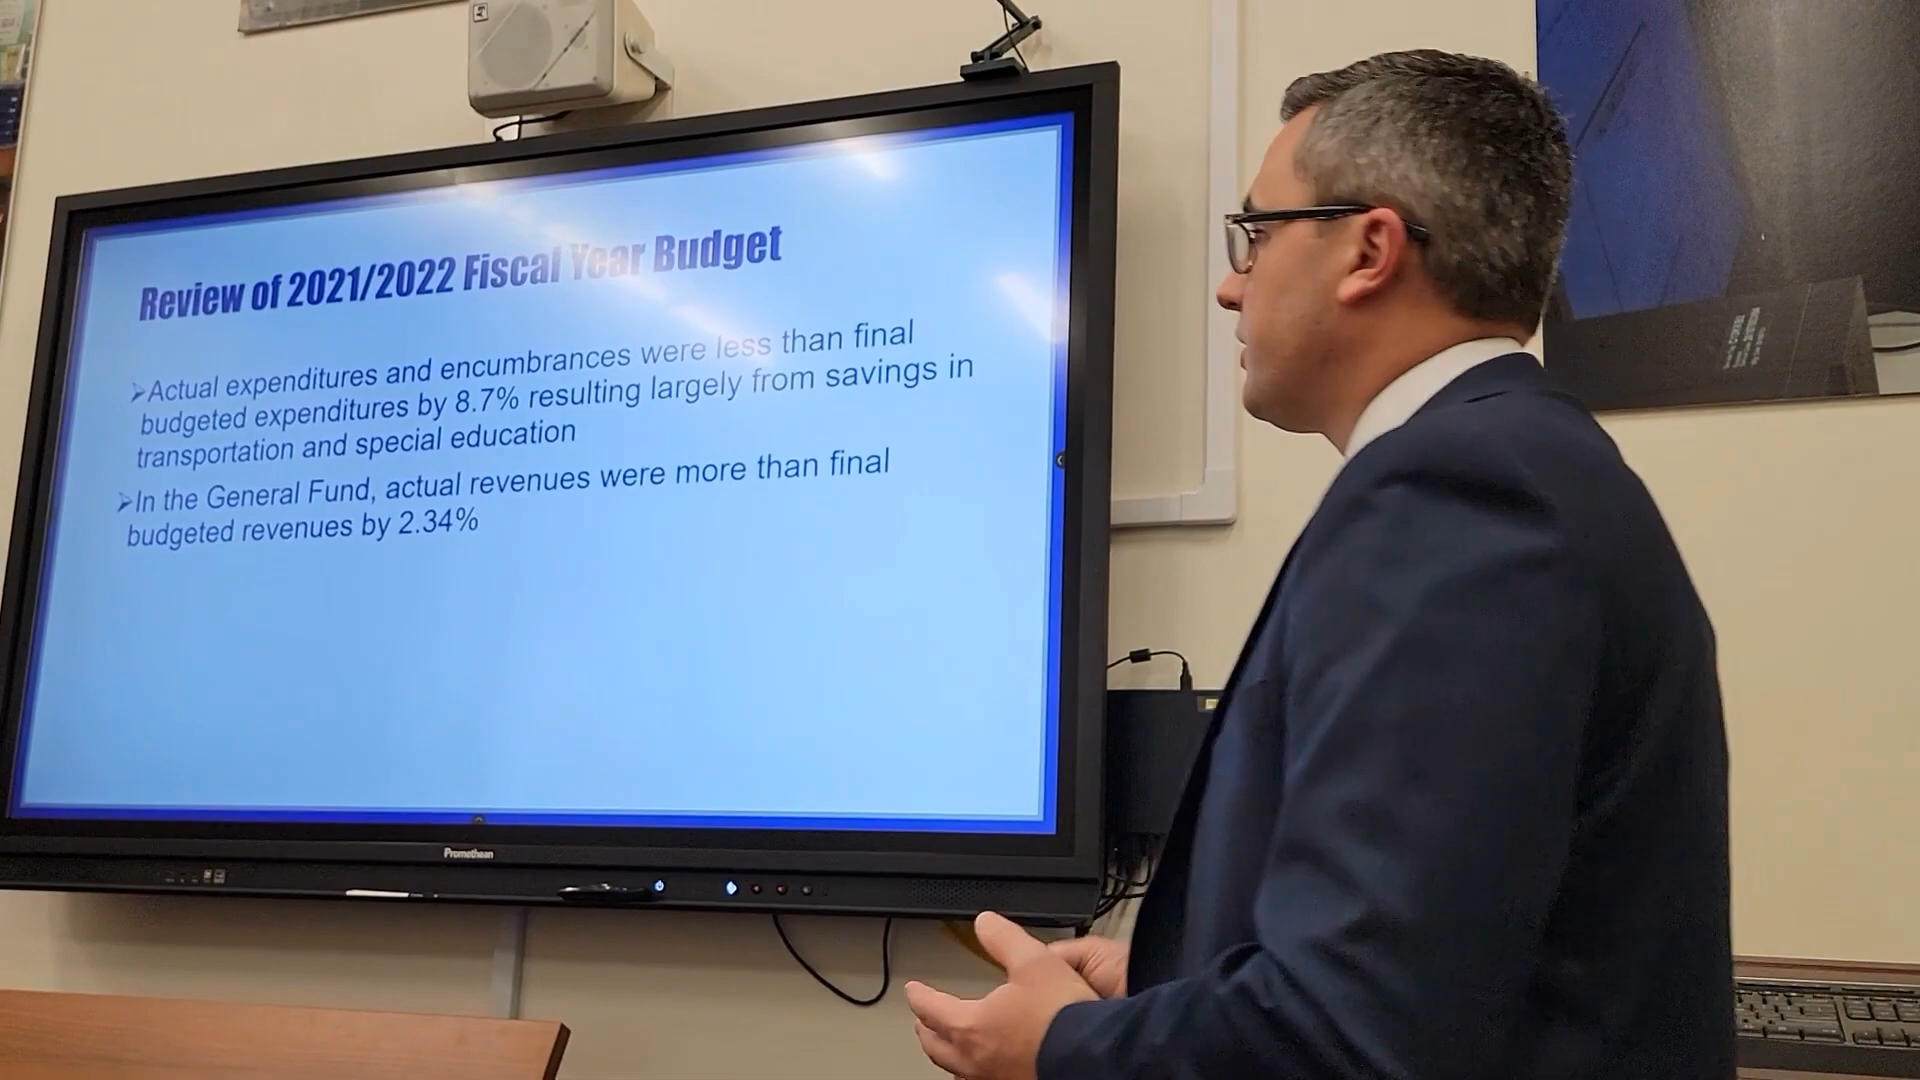 Review of 2021/2022 Fiscal Year Budget
➢Actual expenditures and encumbrances were less than final
budgeted expenditures by 8.7% resulting largely from savings in
transportation and special education
➢In the General Fund, actual revenues were more than final
budgeted revenues by 2.34%
Promethean